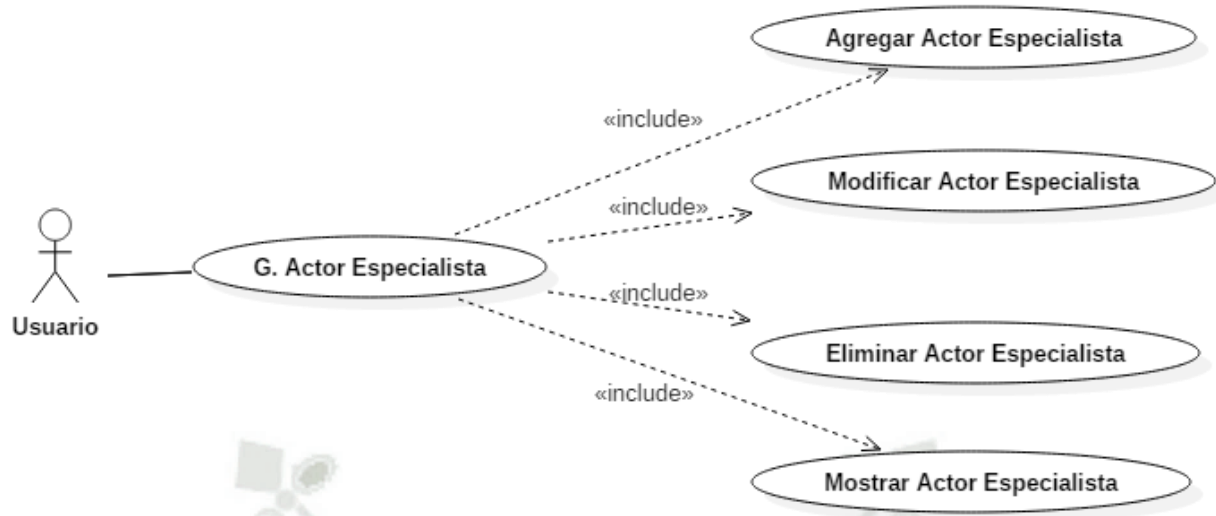 Agregar Actor Especialista
«include»
Modificar Actor Especialista
«include»
G. Actor Especialista
«include»
Usuario
Eliminar Actor Especialista
«include»
Mostrar Actor Especialista